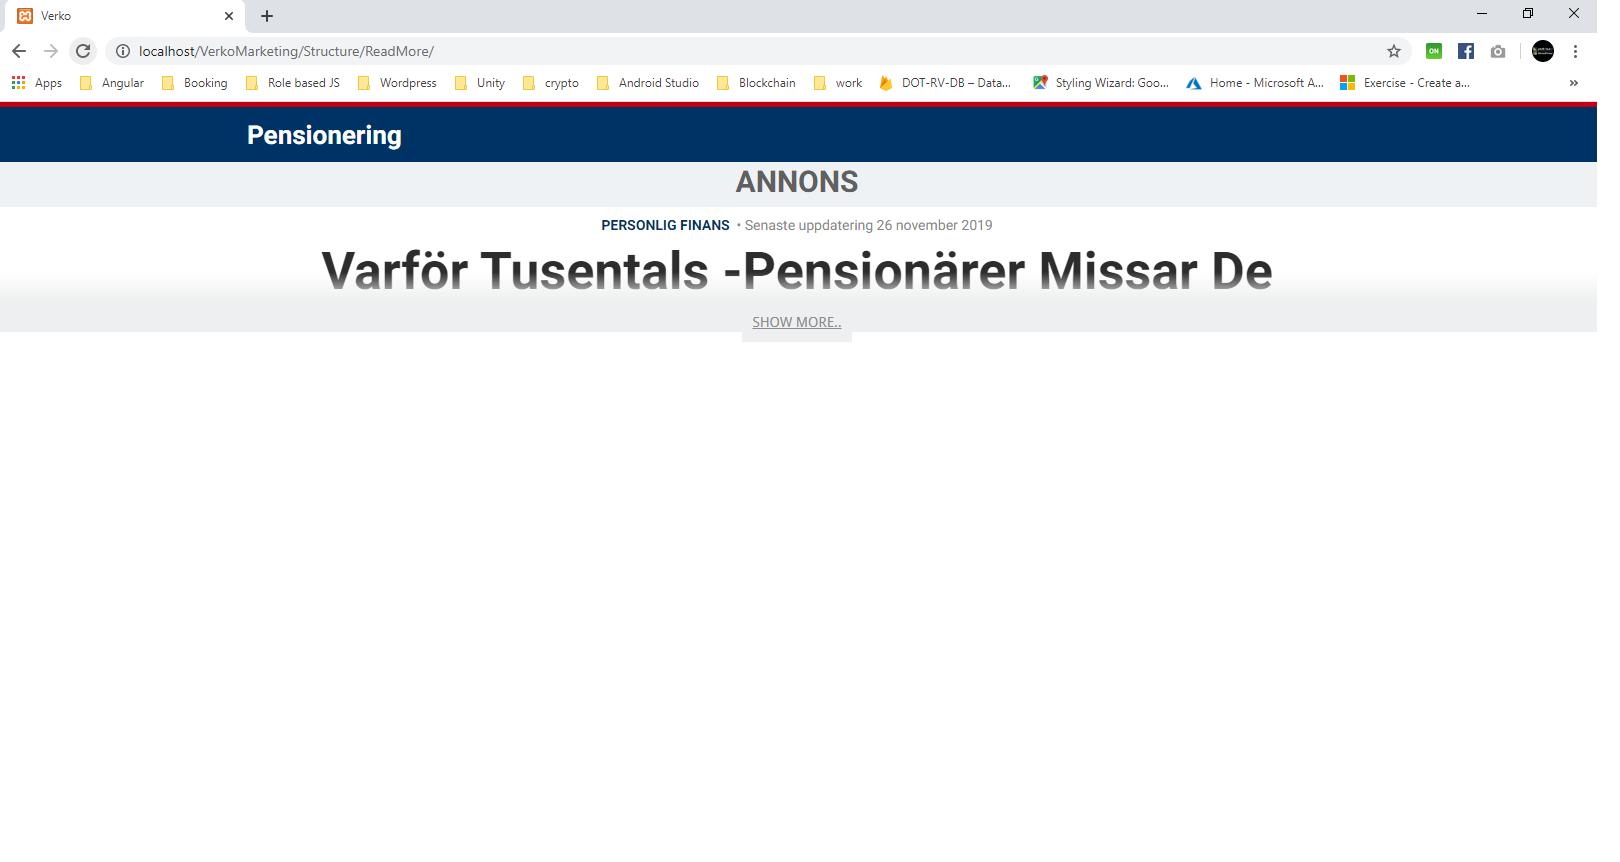 Verko
localhost/VerkoMarketing/Structure/ReadMore/
ON
Apps Angular Booking Role based JS Wordpress Unity crypto Android Studio Blockchain work DOT-RV-DB – Data... Styling Wizard: Goo... Home - Microsoft A... Exercise - Create a... »
Pensionering
ANNONS
PERSONLIG FINANS • Senaste uppdatering 26 november 2019
Varför Tusentals -Pensionärer Missar De
SHOW MORE..